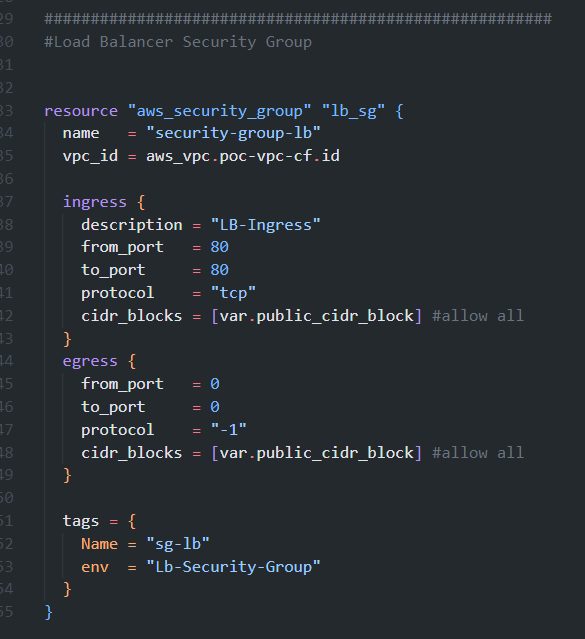 29 #######################################################
30 #Load Balancer Security Group
31
32
33 resource "aws_security_group" "lb_sg" {
34   name   = "security-group-lb"
35   vpc_id = aws_vpc.poc-vpc-cf.id
36
37   ingress {
38     description = "LB-Ingress"
39     from_port   = 80
40     to_port     = 80
41     protocol    = "tcp"
42     cidr_blocks = [var.public_cidr_block] #allow all
43   }
44   egress {
45     from_port   = 0
46     to_port     = 0
47     protocol    = "-1"
48     cidr_blocks = [var.public_cidr_block] #allow all
49   }
50
51   tags = {
52     Name = "sg-lb"
53     env  = "Lb-Security-Group"
54   }
55 }